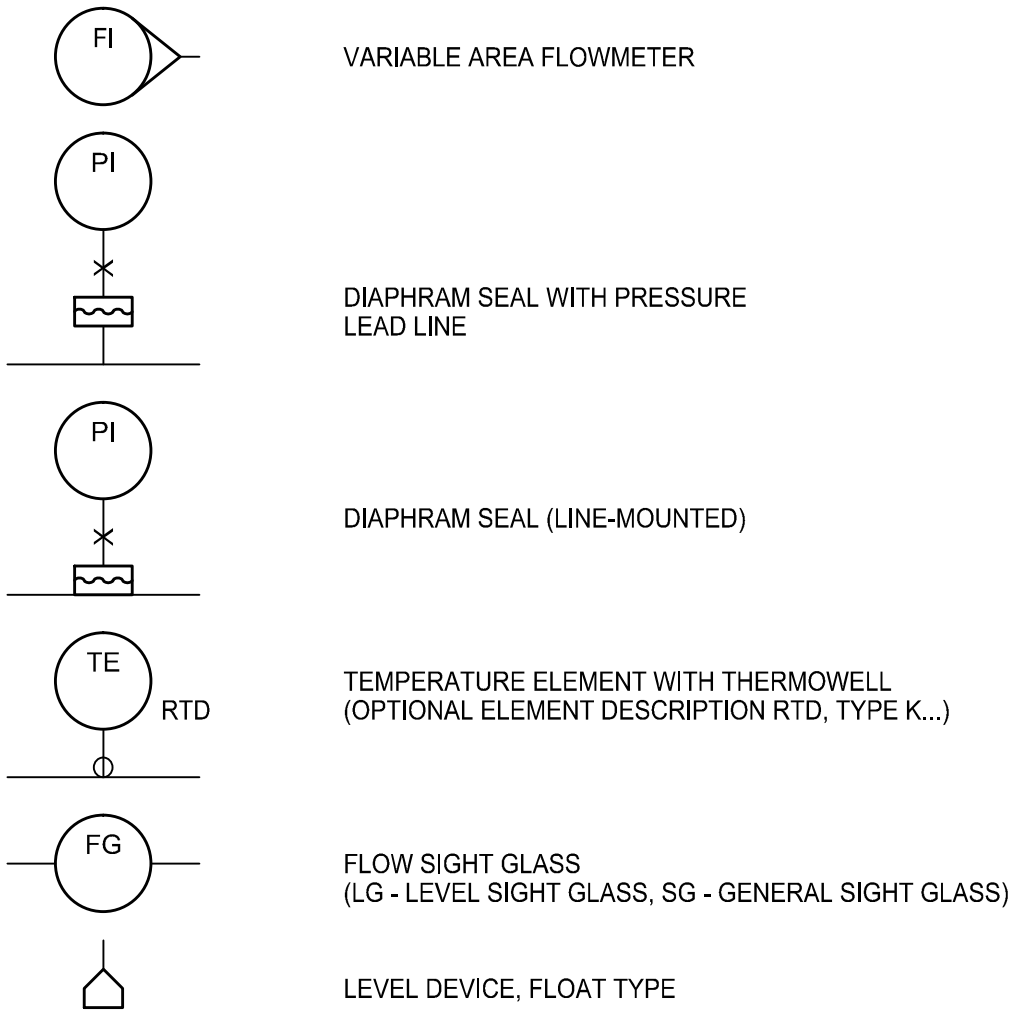 FI
VARIABLE AREA FLOWMETER
PI
DIAPHRAM SEAL WITH PRESSURE
LEAD LINE
PI
DIAPHRAM SEAL (LINE-MOUNTED)
TE
RTD
TEMPERATURE ELEMENT WITH THERMOWELL
(OPTIONAL ELEMENT DESCRIPTION RTD, TYPE K...)
FG
FLOW SIGHT GLASS
(LG - LEVEL SIGHT GLASS, SG - GENERAL SIGHT GLASS)
LEVEL DEVICE, FLOAT TYPE